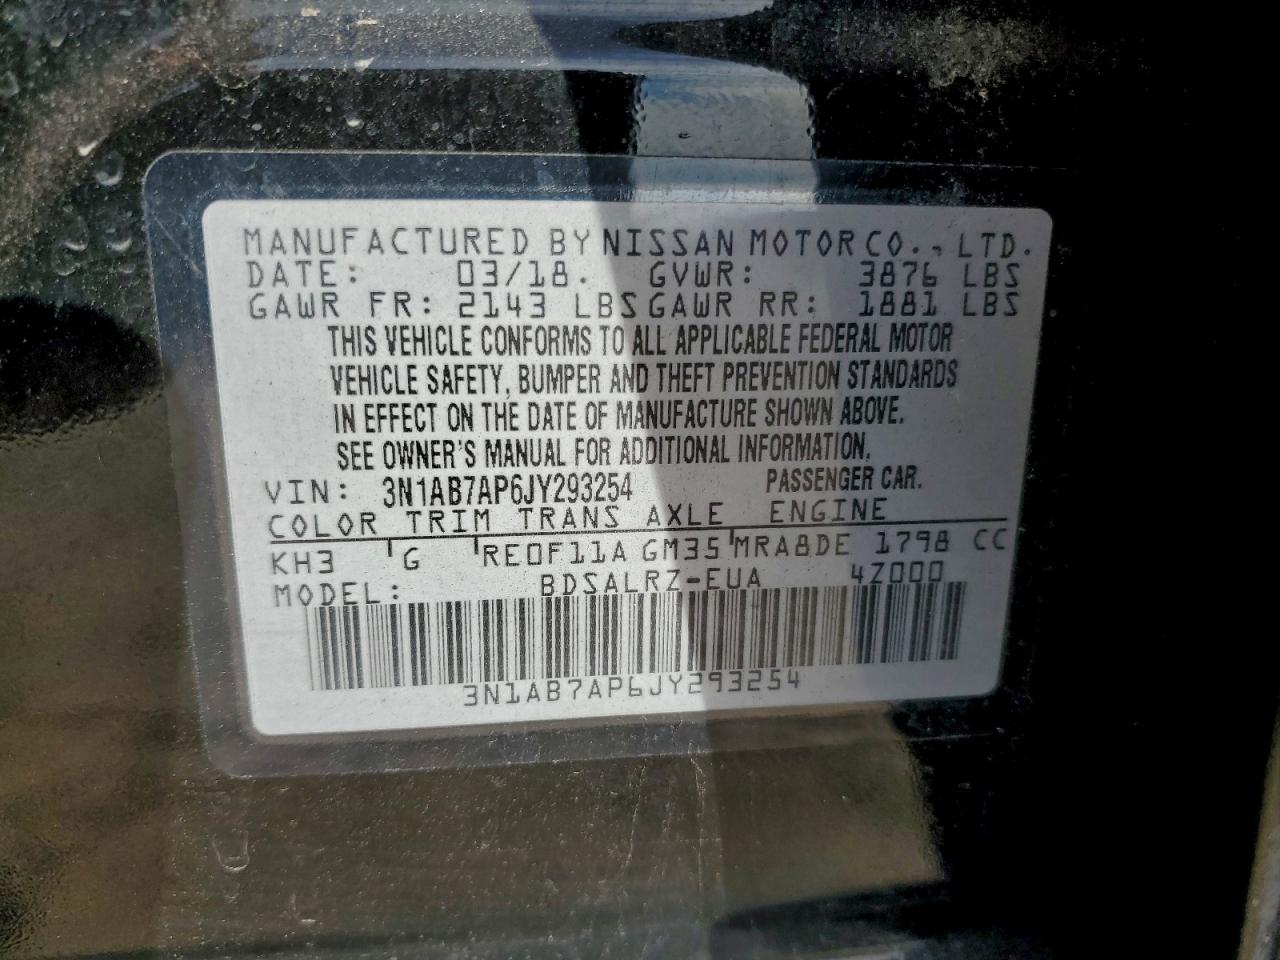 MANUFACTURED BY NISSAN MOTOR CO., LTD.
DATE: 03/18. GVWR: 3876 LBS
GAWR FR: 2143 LBS GAWR RR: 1881 LBS
THIS VEHICLE CONFORMS TO ALL APPLICABLE FEDERAL MOTOR
VEHICLE SAFETY, BUMPER AND THEFT PREVENTION STANDARDS
IN EFFECT ON THE DATE OF MANUFACTURE SHOWN ABOVE.
SEE OWNER'S MANUAL FOR ADDITIONAL INFORMATION.
VIN: 3N1AB7AP6JY293254 PASSENGER CAR.
COLOR TRIM TRANS AXLE ENGINE
KH3 G RE0F11A GM35 MRA8DE 1798 CC
MODEL: BDSALRZ-EUA 4Z000
3N1AB7AP6JY293254